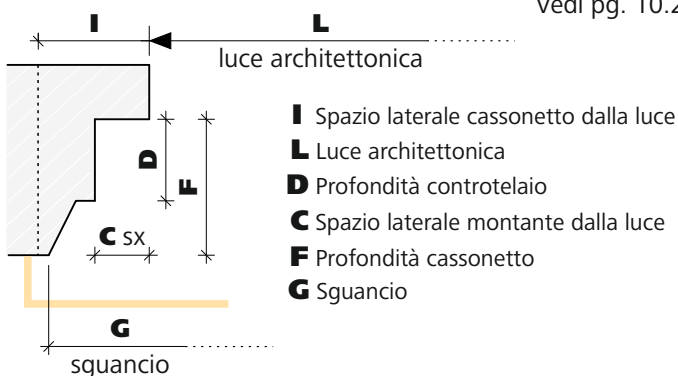 vedi pg. 10.2
I
L
luce architettonica
I Spazio laterale cassonetto dalla luce
L Luce architettonica
D Profondità controtelaio
C Spazio laterale montante dalla luce
F Profondità cassonetto
G Sguancio
D
F
C sx
G
sguancio